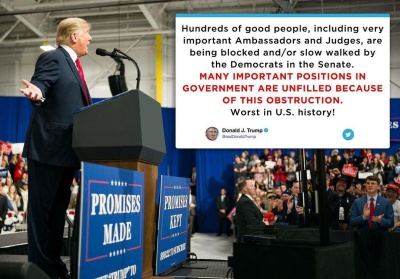 Hundreds of good people, including very
important Ambassadors and Judges, are
being blocked and/or slow walked by
the Democrats in the Senate.
MANY IMPORTANT POSITIONS IN
GOVERNMENT ARE UNFILLED BECAUSE
OF THIS OBSTRUCTION.
Worst in U.S. history!
Donald J. Trump
@realDonaldTrump
PROMISES
MADE
PROMISES
KEPT